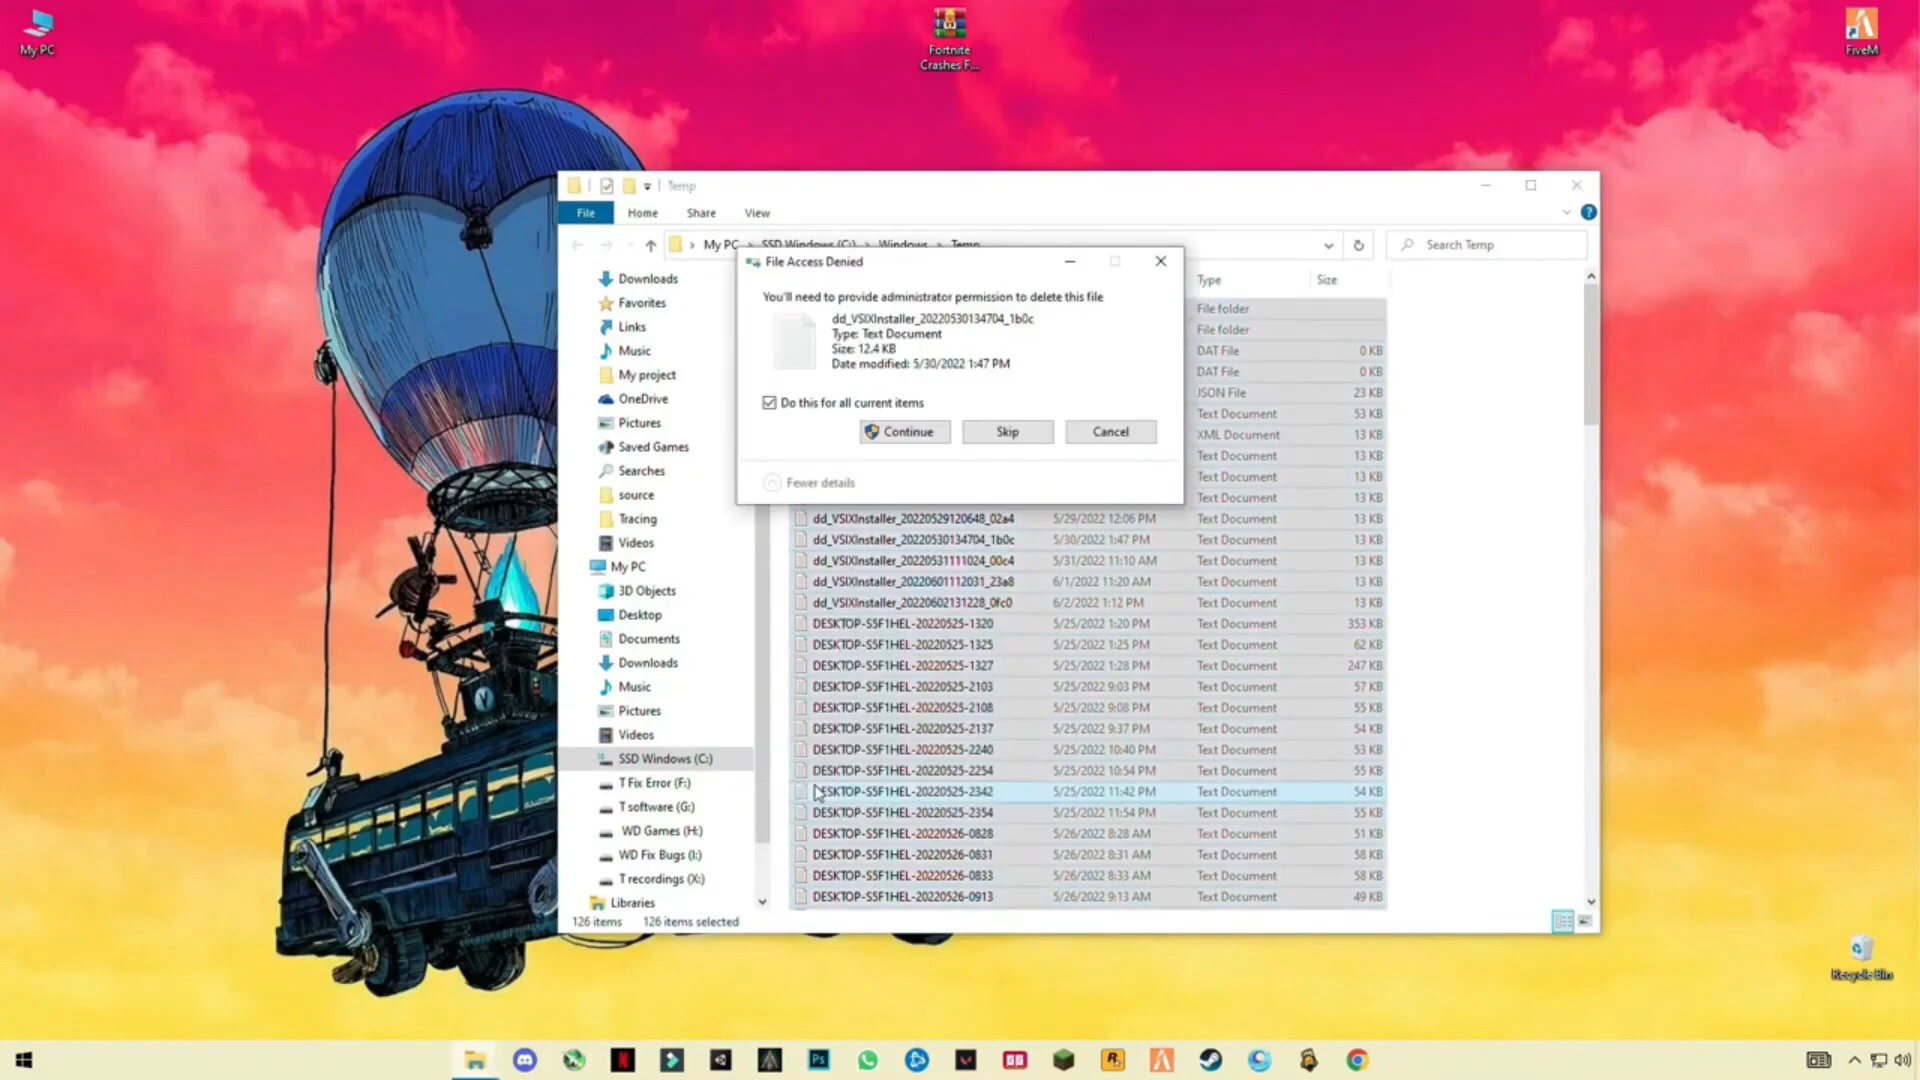 My PC
Fortnite
Crashes F...
FiveM
Temp
File
Home
Share
View
My PC
SSD Windows (C:)
Windows
Temp
Search Temp
File Access Denied
You'll need to provide administrator permission to delete this file
dd_VSIXInstaller_20220530134704_1b0c
Type: Text Document
Size: 12.4 KB
Date modified: 5/30/2022 1:47 PM
Do this for all current items
Continue
Skip
Cancel
Fewer details
Downloads
Favorites
Links
Music
My project
OneDrive
Pictures
Saved Games
Searches
source
Tracing
Videos
My PC
3D Objects
Desktop
Documents
Downloads
Music
Pictures
Videos
SSD Windows (C:)
T Fix Error (F:)
T software (G:)
WD Games (H:)
WD Fix Bugs (I:)
T recordings (X:)
Libraries
Type Size
File folder
File folder
DAT File 0 KB
DAT File 0 KB
JSON File 23 KB
Text Document 53 KB
XML Document 13 KB
Text Document 13 KB
Text Document 13 KB
Text Document 13 KB
dd_VSIXInstaller_20220529120648_02a4 5/29/2022 12:06 PM Text Document 13 KB
dd_VSIXInstaller_20220530134704_1b0c 5/30/2022 1:47 PM Text Document 13 KB
dd_VSIXInstaller_20220531111024_00c4 5/31/2022 11:10 AM Text Document 13 KB
dd_VSIXInstaller_20220601112031_23a8 6/1/2022 11:20 AM Text Document 13 KB
dd_VSIXInstaller_20220602131228_0fc0 6/2/2022 1:12 PM Text Document 13 KB
DESKTOP-S5F1HEL-20220525-1320 5/25/2022 1:20 PM Text Document 353 KB
DESKTOP-S5F1HEL-20220525-1325 5/25/2022 1:25 PM Text Document 62 KB
DESKTOP-S5F1HEL-20220525-1327 5/25/2022 1:28 PM Text Document 247 KB
DESKTOP-S5F1HEL-20220525-2103 5/25/2022 9:03 PM Text Document 57 KB
DESKTOP-S5F1HEL-20220525-2108 5/25/2022 9:08 PM Text Document 55 KB
DESKTOP-S5F1HEL-20220525-2137 5/25/2022 9:37 PM Text Document 54 KB
DESKTOP-S5F1HEL-20220525-2240 5/25/2022 10:40 PM Text Document 53 KB
DESKTOP-S5F1HEL-20220525-2254 5/25/2022 10:54 PM Text Document 55 KB
DESKTOP-S5F1HEL-20220525-2342 5/25/2022 11:42 PM Text Document 54 KB
DESKTOP-S5F1HEL-20220525-2354 5/25/2022 11:54 PM Text Document 55 KB
DESKTOP-S5F1HEL-20220526-0828 5/26/2022 8:28 AM Text Document 51 KB
DESKTOP-S5F1HEL-20220526-0831 5/26/2022 8:31 AM Text Document 58 KB
DESKTOP-S5F1HEL-20220526-0833 5/26/2022 8:33 AM Text Document 58 KB
DESKTOP-S5F1HEL-20220526-0913 5/26/2022 9:13 AM Text Document 49 KB
126 items 126 items selected
Recycle Bin